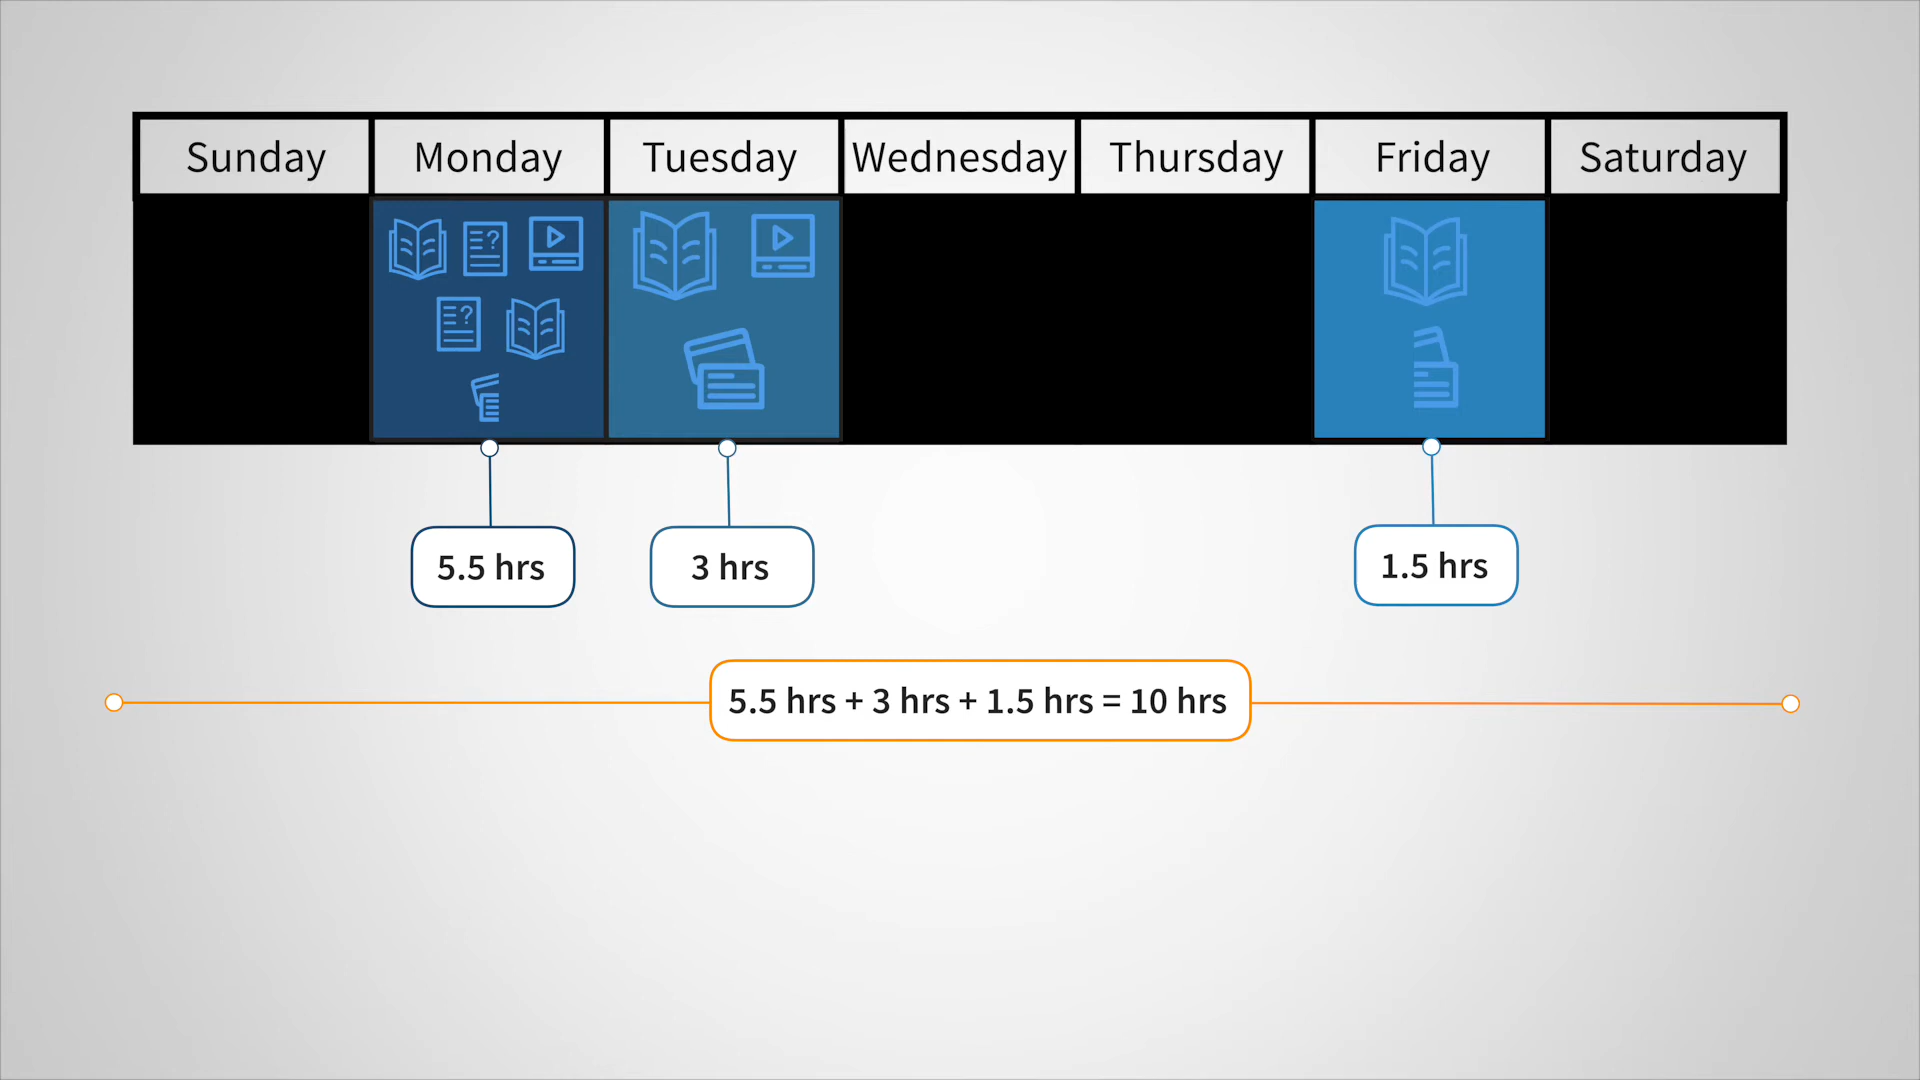 Sunday Monday Tuesday Wednesday Thursday Friday Saturday
?
?
5.5 hrs 3 hrs 1.5 hrs
5.5 hrs + 3 hrs + 1.5 hrs = 10 hrs